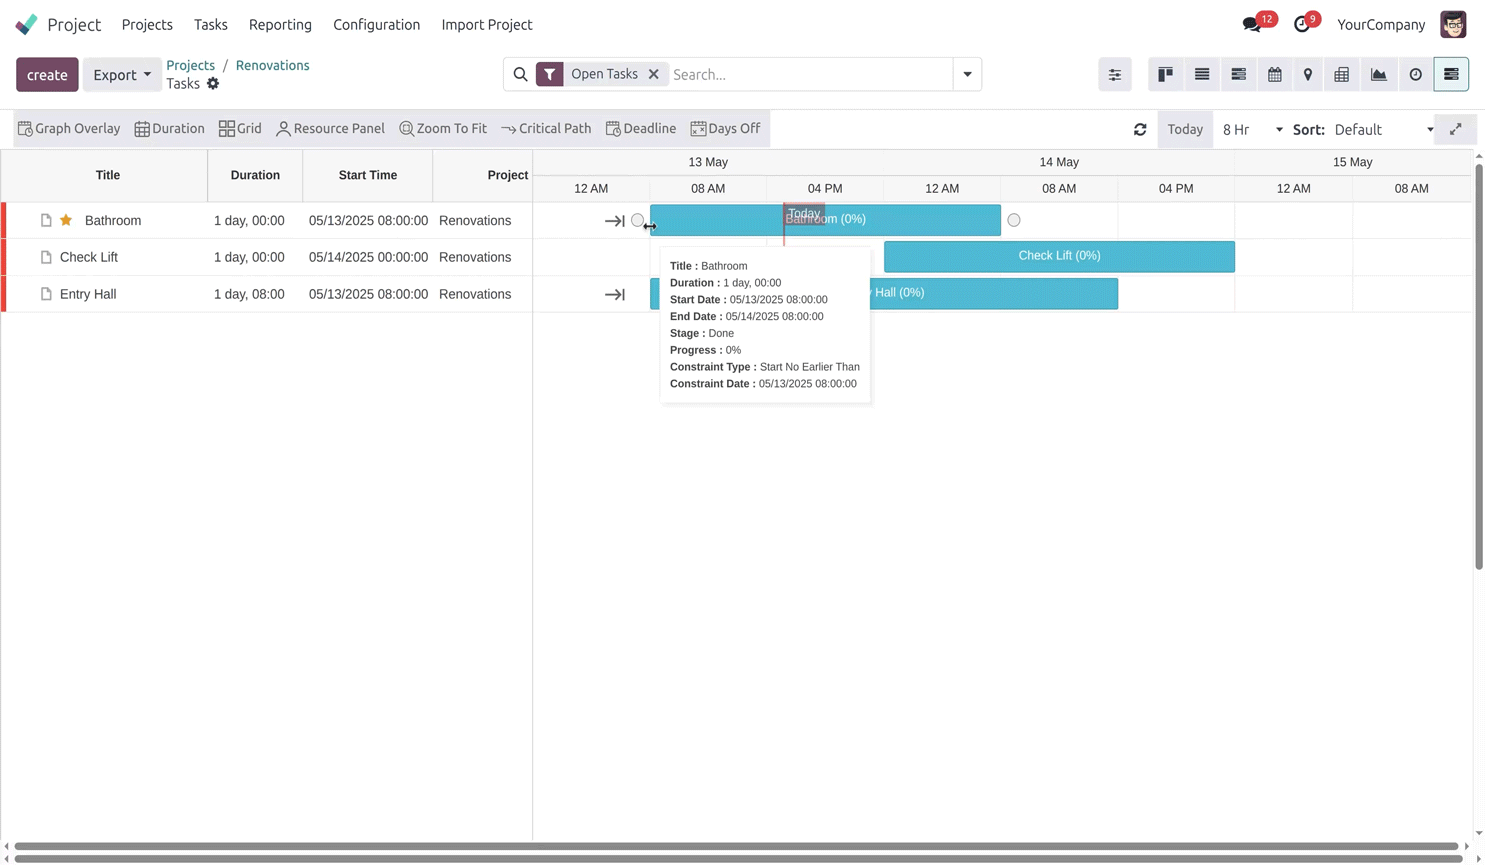 Project Projects Tasks Reporting Configuration Import Project 12 9 YourCompany
create Export Projects / Renovations
Tasks
Open Tasks Search...
Graph Overlay Duration Grid Resource Panel Zoom To Fit Critical Path Deadline Days Off Today 8 Hr Sort: Default
Title Duration Start Time Project
13 May 14 May 15 May
12 AM 08 AM 04 PM 12 AM 08 AM 04 PM 12 AM 08 AM
Bathroom 1 day, 00:00 05/13/2025 08:00:00 Renovations Today Bathroom (0%)
Check Lift 1 day, 00:00 05/14/2025 00:00:00 Renovations Check Lift (0%)
Entry Hall 1 day, 08:00 05/13/2025 08:00:00 Renovations Hall (0%)
Title : Bathroom
Duration : 1 day, 00:00
Start Date : 05/13/2025 08:00:00
End Date : 05/14/2025 08:00:00
Stage : Done
Progress : 0%
Constraint Type : Start No Earlier Than
Constraint Date : 05/13/2025 08:00:00